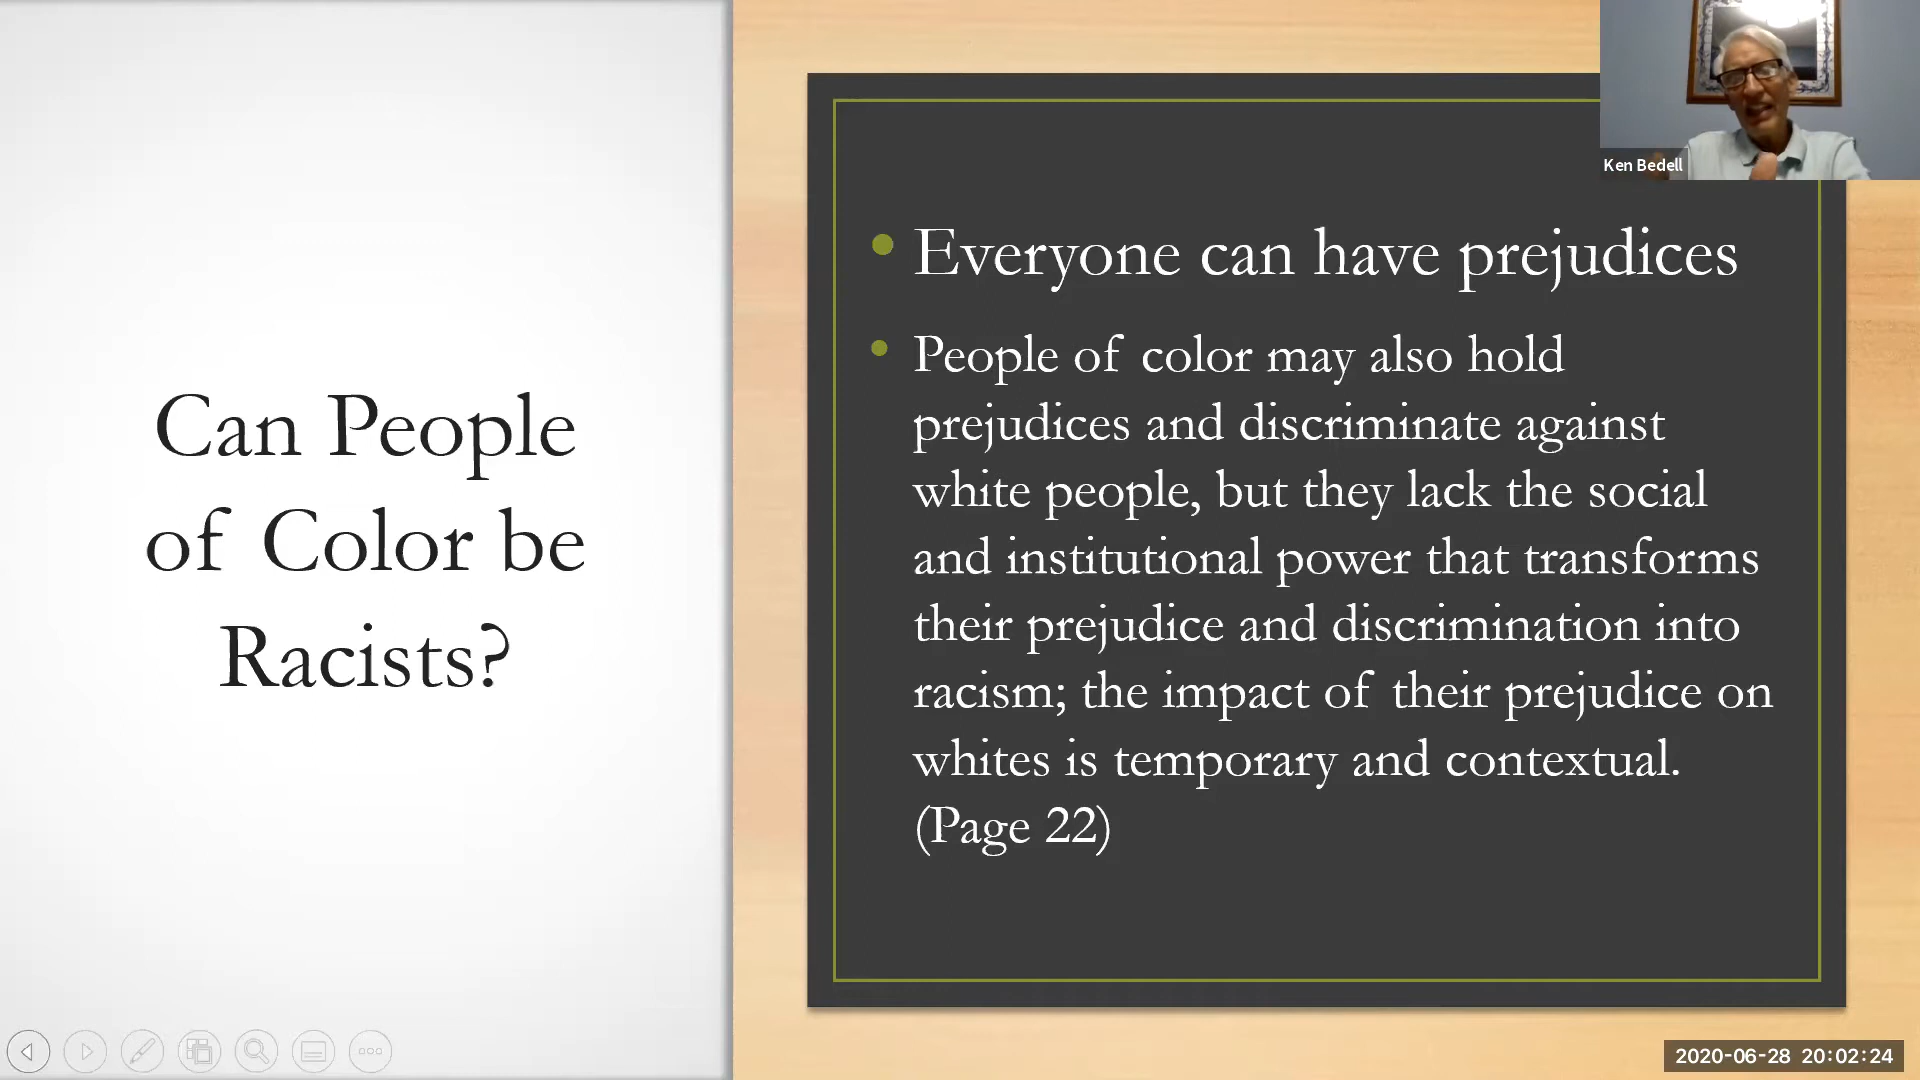 Can People
of Color be
Racists?
Everyone can have prejudices
People of color may also hold
prejudices and discriminate against
white people, but they lack the social
and institutional power that transforms
their prejudice and discrimination into
racism; the impact of their prejudice on
whites is temporary and contextual.
(Page 22)
Ken Bedell
2020-06-28 20:02:24